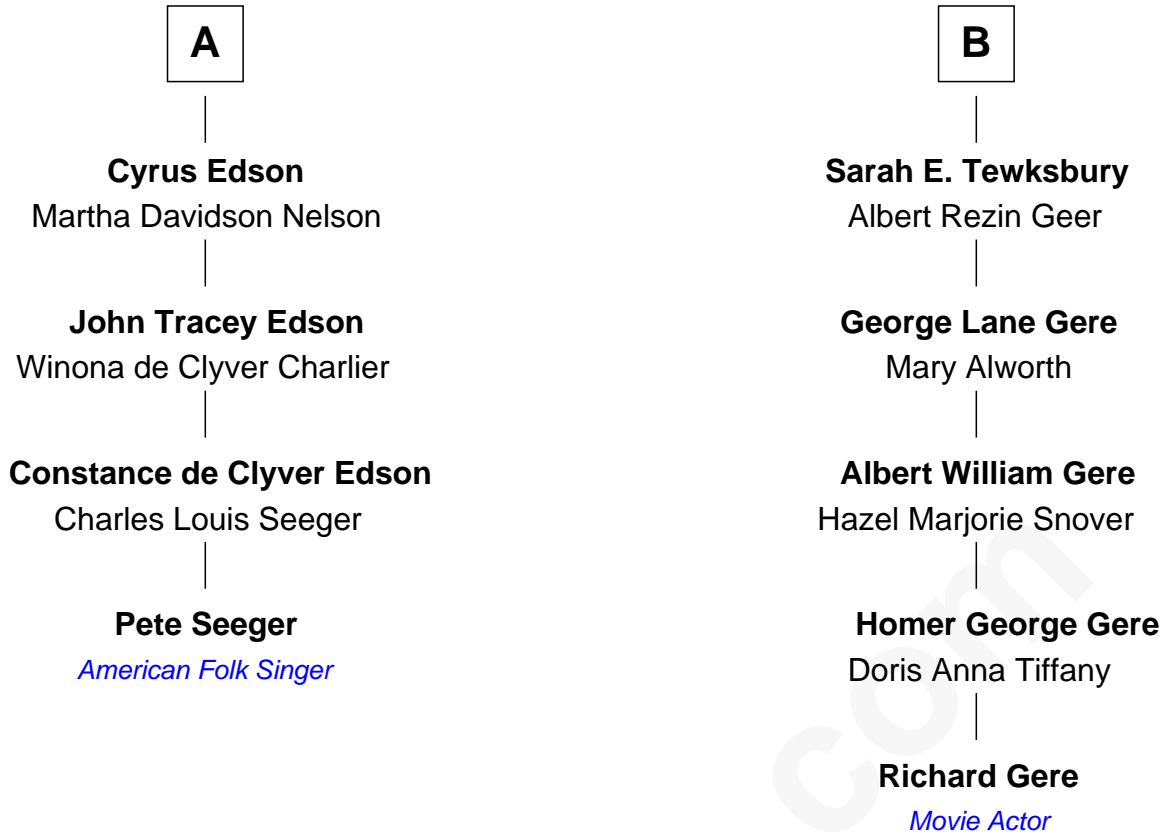 A
Cyrus Edson
Martha Davidson Nelson
John Tracey Edson
Winona de Clyver Charlier
Constance de Clyver Edson
Charles Louis Seeger
Pete Seeger
American Folk Singer
B
Sarah E. Tewksbury
Albert Rezin Geer
George Lane Gere
Mary Alworth
Albert William Gere
Hazel Marjorie Snover
Homer George Gere
Doris Anna Tiffany
Richard Gere
Movie Actor
com